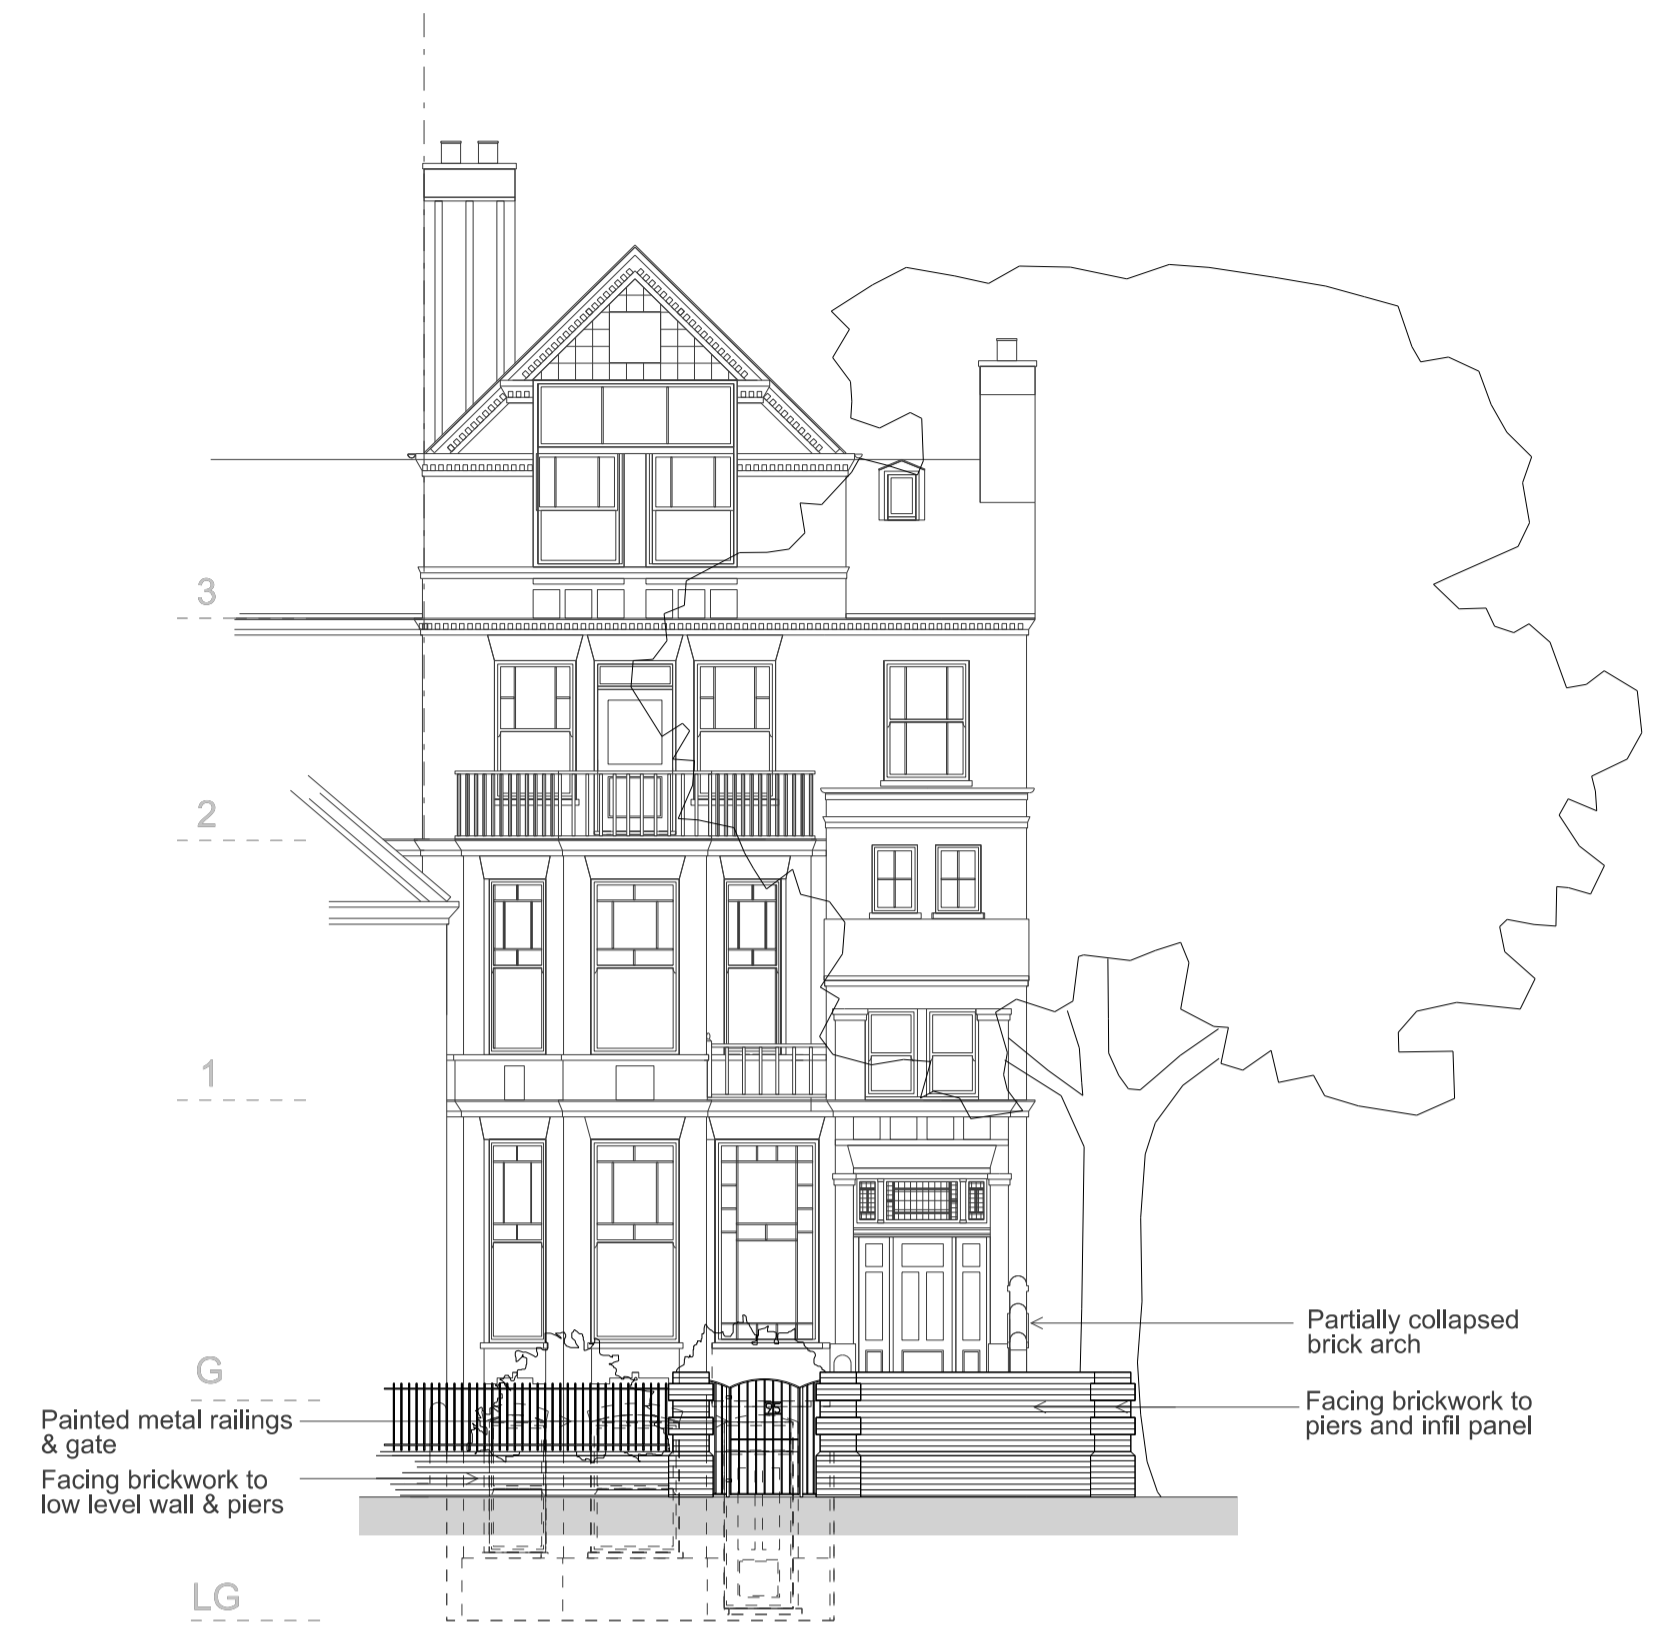 3
2
1
G
LG
Partially collapsed
brick arch
Facing brickwork to
piers and infil panel
Painted metal railings
& gate
Facing brickwork to
low level wall & piers